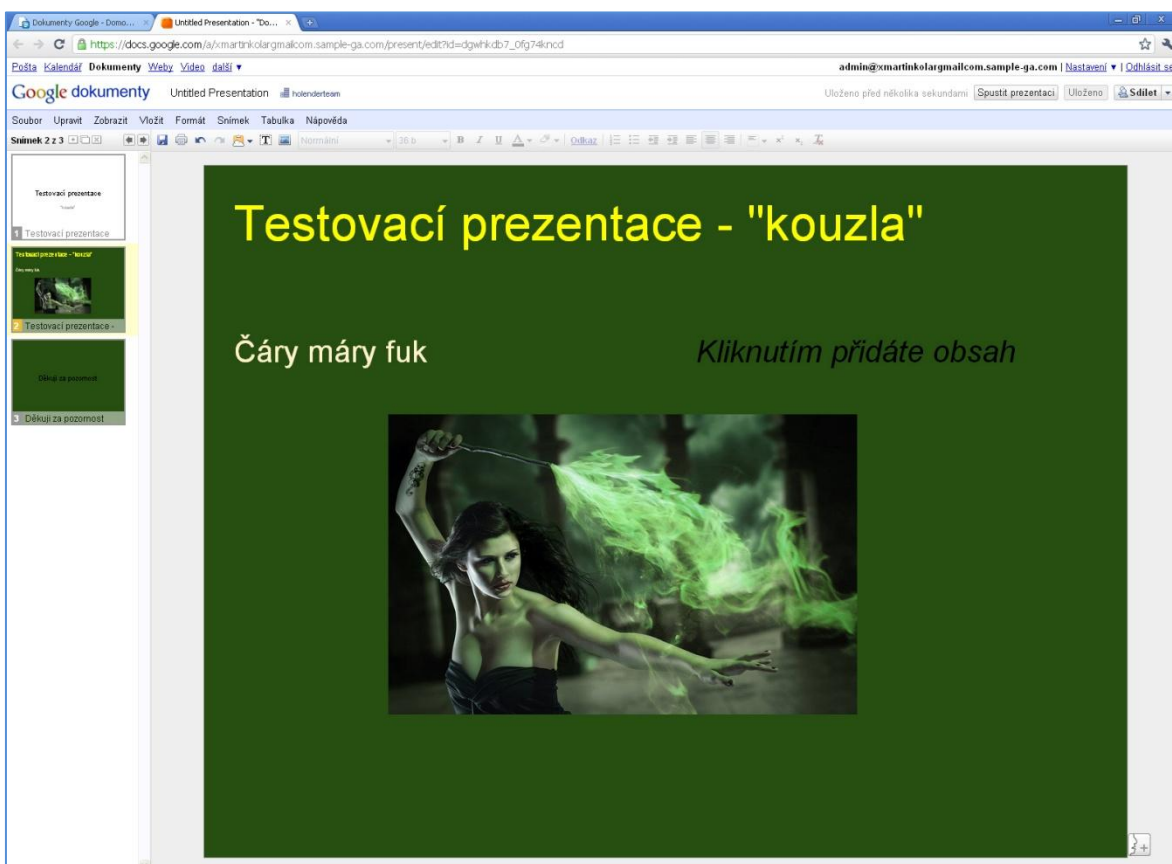 Dokumenty Google - Domo...
Untitled Presentation - "Do...
https://docs.google.com/a/xmartinkolargmailcom.sample-ga.com/present/edit?id=dgwhkdb7_0fg74kncd
Pošta Kalendář Dokumenty Weby Video další ▼
admin@xmartinkolargmailcom.sample-ga.com | Nastavení ▼ | Odhlásit se
Google dokumenty Untitled Presentation holenderteam
Uloženo před několika sekundami Spustit prezentaci Uloženo Sdílet
Soubor Upravit Zobrazit Vložit Formát Snímek Tabulka Nápověda
Snímek 2 z 3
Normální 36 b. B I U A Odkaz
Testovací prezentace
"kouzla"
1 Testovací prezentace
Testovací prezentace - "kouzla"
Čáry máry fuk
2 Testovací prezentace -
Děkuji za pozornost
3 Děkuji za pozornost
Testovací prezentace - "kouzla"
Čáry máry fuk
Kliknutím přidáte obsah